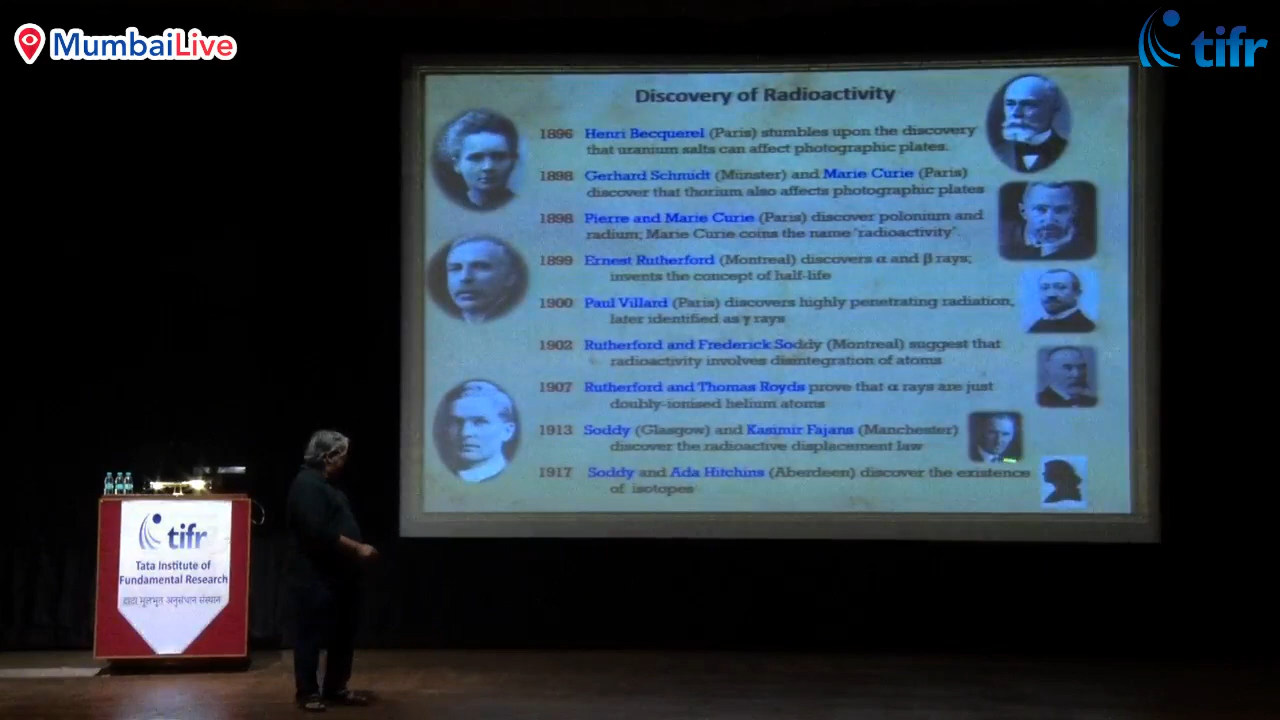 MumbaiLive
tifr
Discovery of Radioactivity
1896 Henri Becquerel (Paris) stumbles upon the discovery
that uranium salts can affect photographic plates.
1898 Gerhard Schmidt (Münster) and Marie Curie (Paris)
discover that thorium also affects photographic plates
1898 Pierre and Marie Curie (Paris) discover polonium and
radium; Marie Curie coins the name 'radioactivity'.
1899 Ernest Rutherford (Montreal) discovers α and β rays;
invents the concept of half-life
1900 Paul Villard (Paris) discovers highly penetrating radiation,
later identified as γ rays
1902 Rutherford and Frederick Soddy (Montreal) suggest that
radioactivity involves disintegration of atoms
1907 Rutherford and Thomas Royds prove that α rays are just
doubly-ionised helium atoms
1913 Soddy (Glasgow) and Kasimir Fajans (Manchester)
discover the radioactive displacement law
1917 Soddy and Ada Hitchins (Aberdeen) discover the existence
of isotopes
tifr
Tata Institute of
Fundamental Research
टाटा मूलभूत अनुसंधान संस्थान